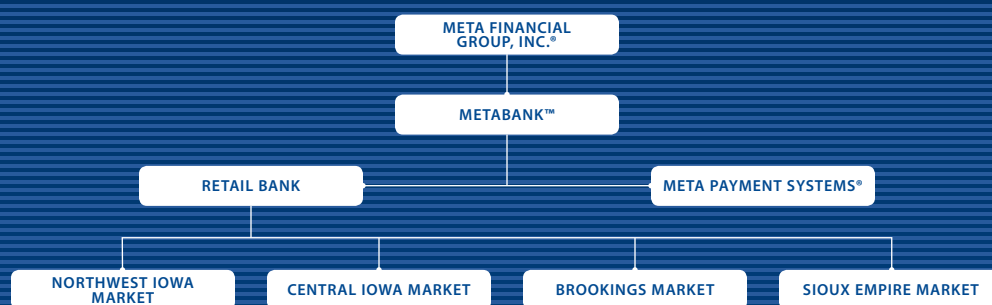 META FINANCIAL
GROUP, INC.®
METABANK™
RETAIL BANK
META PAYMENT SYSTEMS®
NORTHWEST IOWA
MARKET
CENTRAL IOWA MARKET
BROOKINGS MARKET
SIOUX EMPIRE MARKET